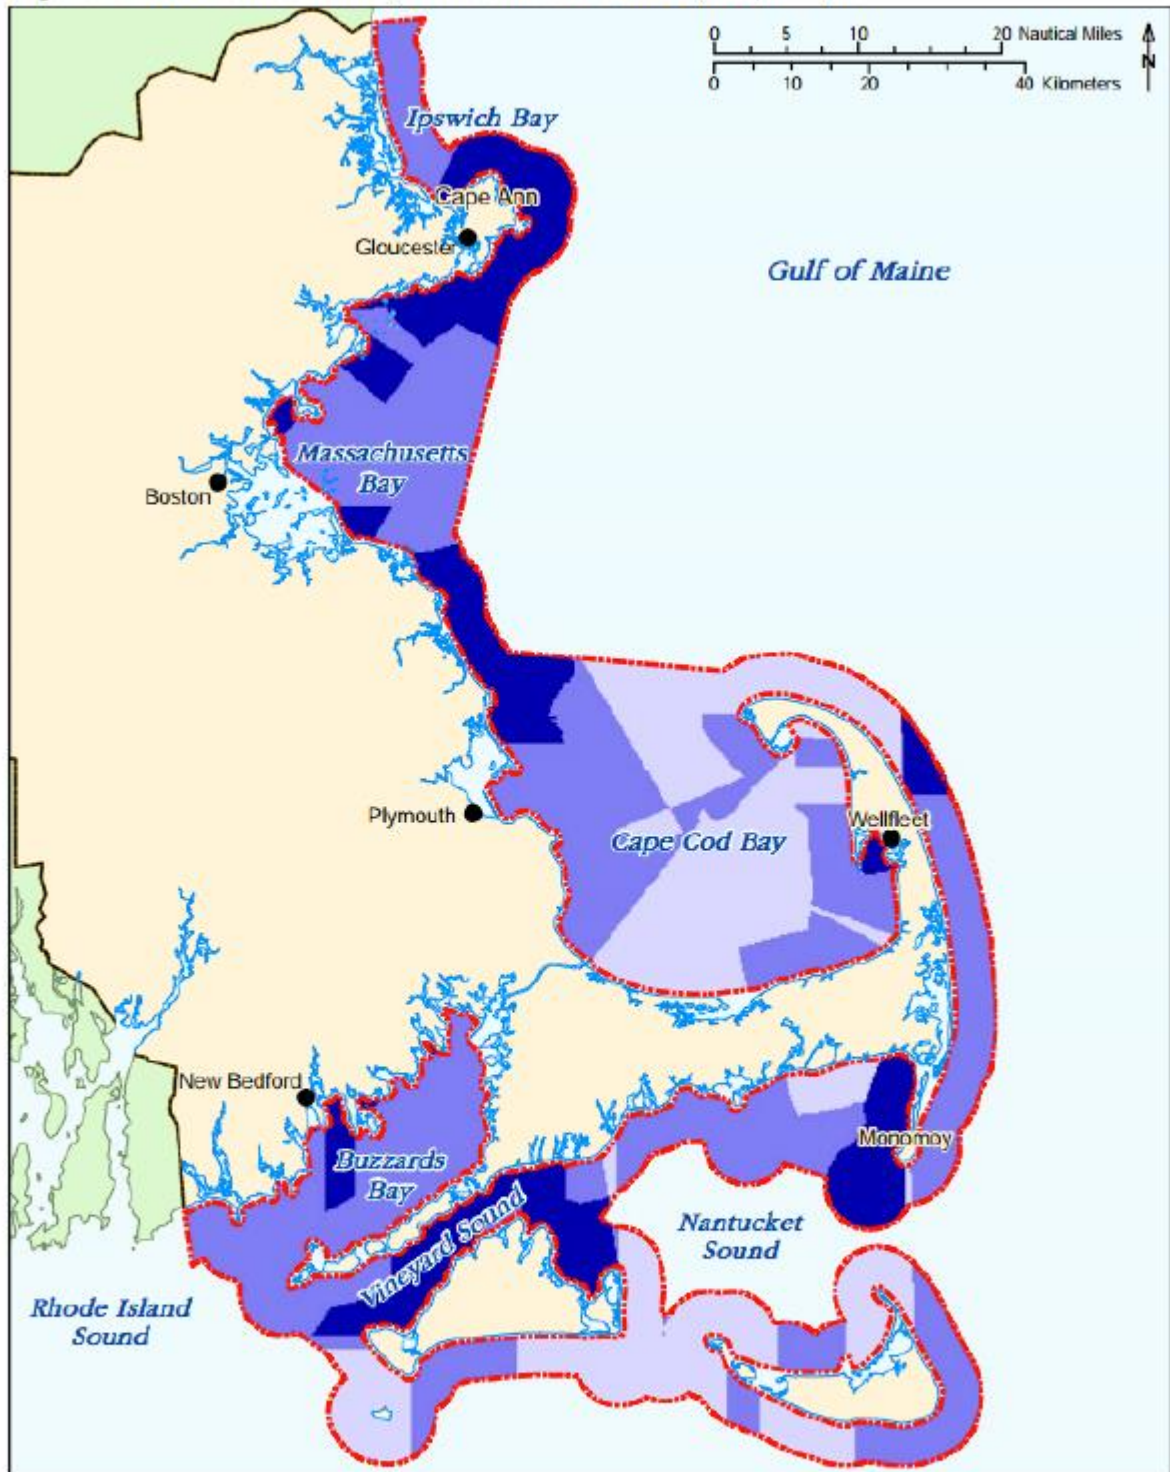 0 5 10 20 Nautical Miles
0 10 20 40 Kilometers
N
Ipswich Bay
Cape Ann
Gloucester
Gulf of Maine
Massachusetts
Bay
Boston
Plymouth
Wellfleet
Cape Cod Bay
New Bedford
Monomoy
Buzzards
Bay
Vineyard Sound
Nantucket
Sound
Rhode Island
Sound